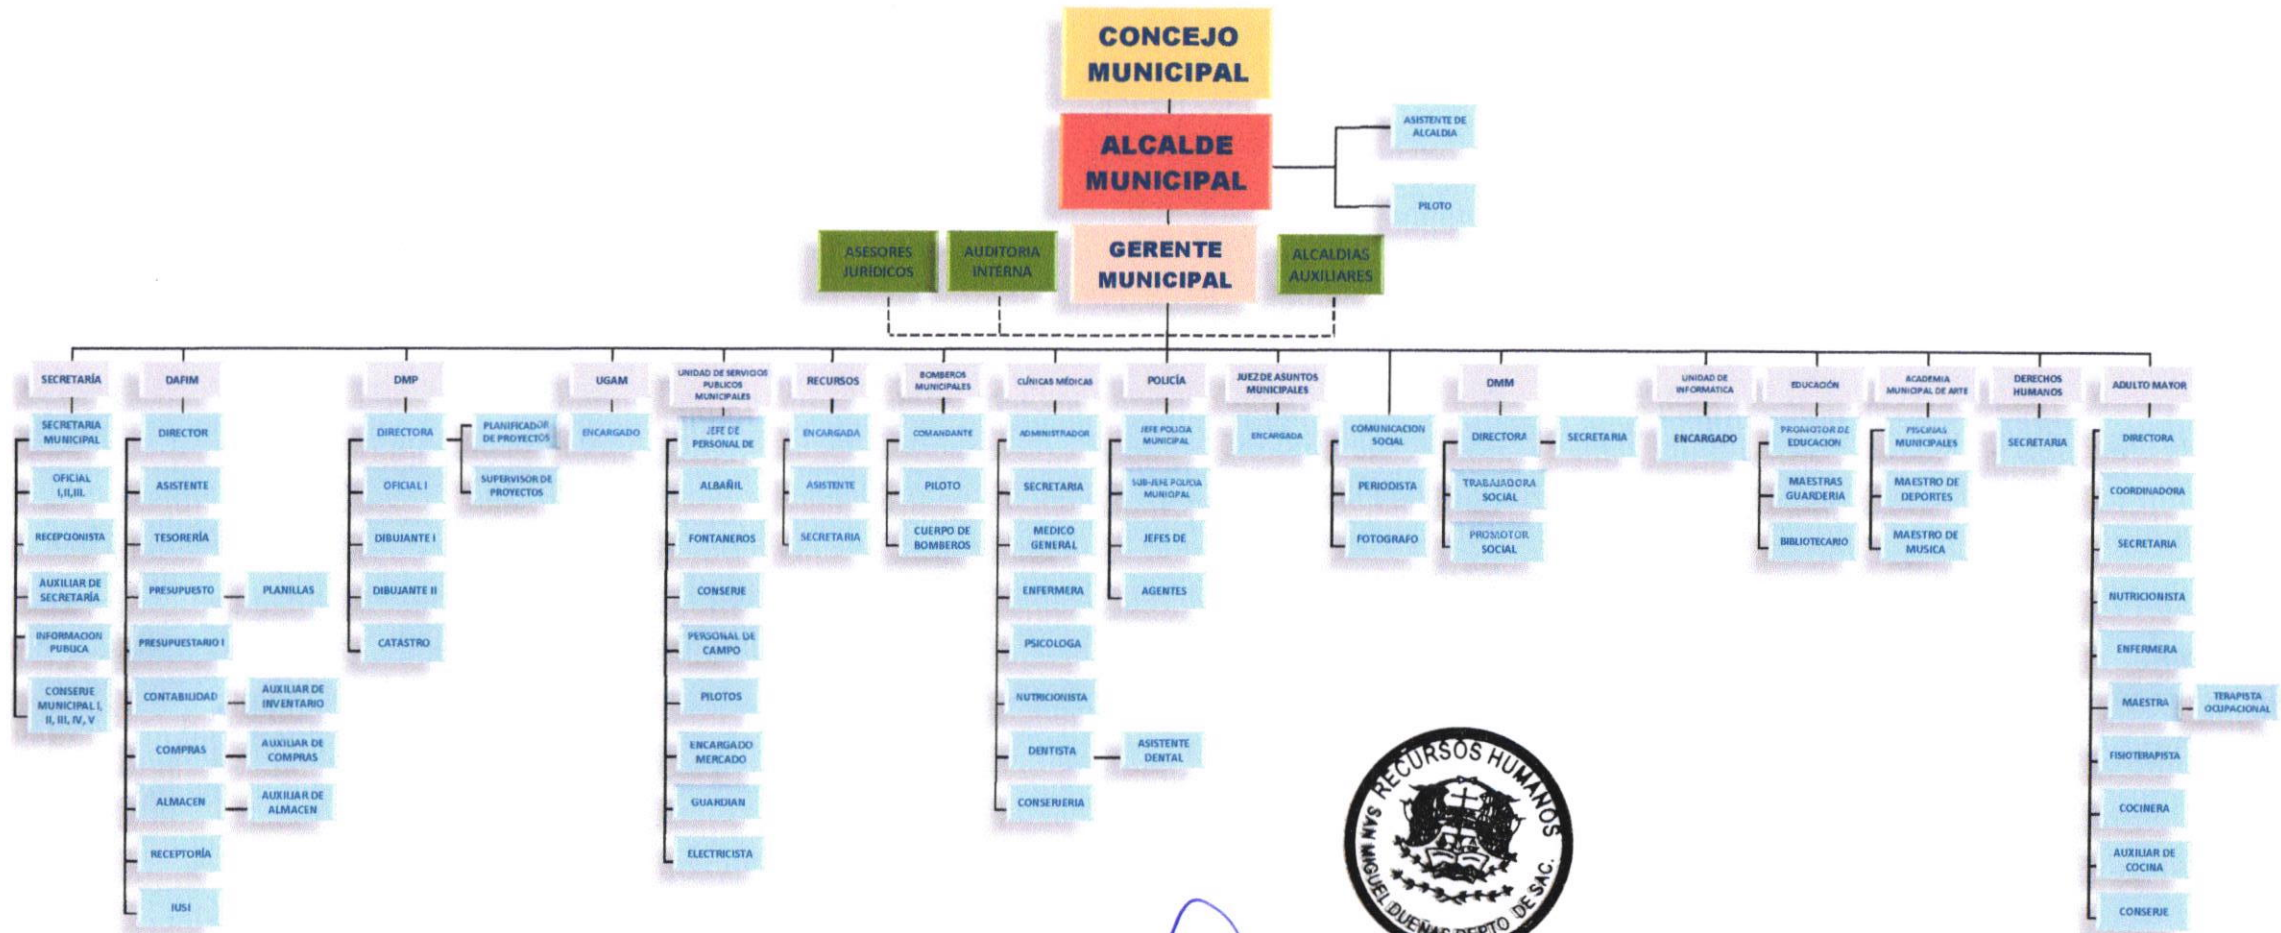 CONCEJO
MUNICIPAL
ALCALDE
MUNICIPAL
ASISTENTE DE
ALCALDIA
PILOTO
ASESORES
JURÍDICOS
AUDITORIA
INTERNA
GERENTE
MUNICIPAL
ALCALDIAS
AUXILIARES
SECRETARÍA
SECRETARIA
MUNICIPAL
OFICIAL
I,II,III.
RECEPCIONISTA
AUXILIAR DE
SECRETARÍA
INFORMACION
PUBLICA
CONSERJE
MUNICIPAL I,
II, III, IV, V
DAFIM
DIRECTOR
ASISTENTE
TESORERÍA
PRESUPUESTO
PLANILLAS
PRESUPUESTARIO I
CONTABILIDAD
AUXILIAR DE
INVENTARIO
COMPRAS
AUXILIAR DE
COMPRAS
ALMACEN
AUXILIAR DE
ALMACEN
RECEPTORÍA
IUSI
DMP
DIRECTORA
PLANIFICADOR
DE PROYECTOS
SUPERVISOR DE
PROYECTOS
OFICIAL I
DIBUJANTE I
DIBUJANTE II
CATASTRO
UGAM
ENCARGADO
UNIDAD DE SERVICIOS
PUBLICOS
MUNICIPALES
JEFE DE
PERSONAL DE
ALBAÑIL
FONTANEROS
CONSERJE
PERSONAL DE
CAMPO
PILOTOS
ENCARGADO
MERCADO
GUARDIAN
ELECTRICISTA
RECURSOS
ENCARGADA
ASISTENTE
SECRETARIA
BOMBEROS
MUNICIPALES
COMANDANTE
PILOTO
CUERPO DE
BOMBEROS
CLÍNICAS MÉDICAS
ADMINISTRADOR
SECRETARIA
MEDICO
GENERAL
ENFERMERA
PSICOLOGA
NUTRICIONISTA
DENTISTA
ASISTENTE
DENTAL
CONSERJERIA
POLICÍA
JEFE POLICIA
MUNICIPAL
SUB-JEFE POLICIA
MUNICIPAL
JEFES DE
AGENTES
JUEZ DE ASUNTOS
MUNICIPALES
ENCARGADA
COMUNICACION
SOCIAL
PERIODISTA
FOTOGRAFO
DMM
DIRECTORA
SECRETARIA
TRABAJADORA
SOCIAL
PROMOTOR
SOCIAL
UNIDAD DE
INFORMATICA
ENCARGADO
EDUCACIÓN
PROMOTOR DE
EDUCACION
MAESTRAS
GUARDERIA
BIBLIOTECARIO
ACADEMIA
MUNICIPAL DE ARTE
PISCINAS
MUNICIPALES
MAESTRO DE
DEPORTES
MAESTRO DE
MUSICA
DERECHOS
HUMANOS
SECRETARIA
ADULTO MAYOR
DIRECTORA
COORDINADORA
SECRETARIA
NUTRICIONISTA
ENFERMERA
MAESTRA
TERAPISTA
OCUPACIONAL
FISIOTERAPISTA
COCINERA
AUXILIAR DE
COCINA
CONSERJE
RECURSOS HUMANOS
SAN MIGUEL DUEÑAS DEPTO DE SAC.